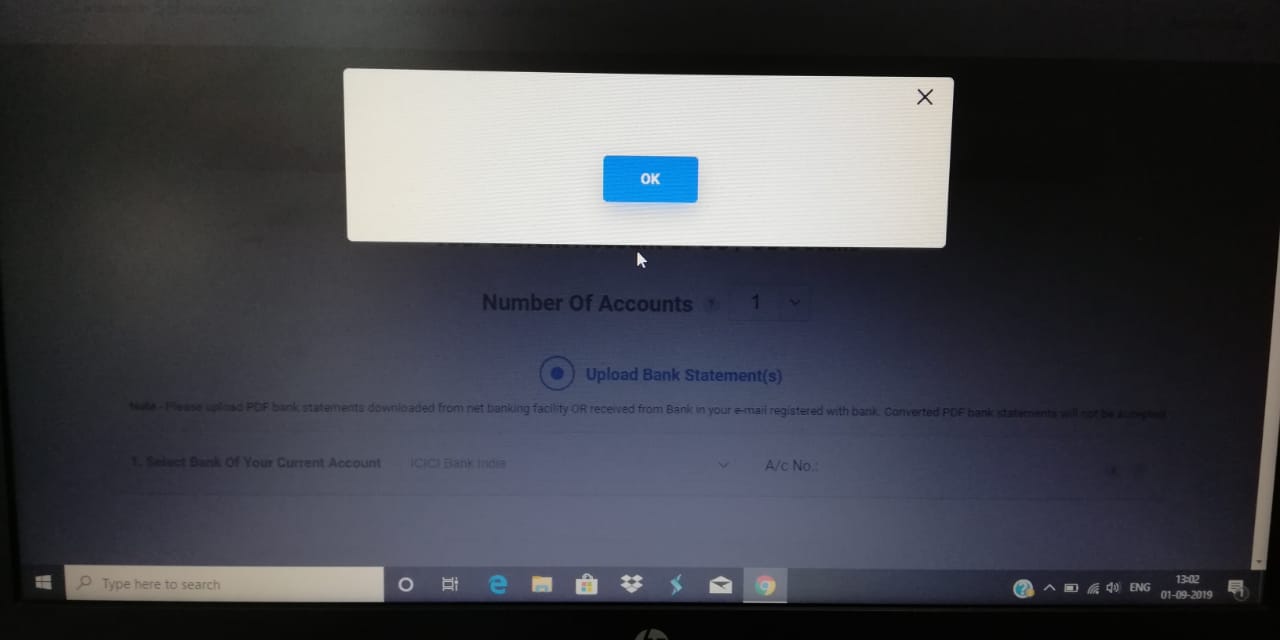 OK
Number Of Accounts ? 1
Upload Bank Statement(s)
Note - Please upload PDF bank statements downloaded from net banking facility OR received from Bank in your e-mail registered with bank. Converted PDF bank statements will not be accepted
1. Select Bank Of Your Current Account ICICI Bank India A/c No.:
Type here to search
ENG
13:02
01-09-2019
hp